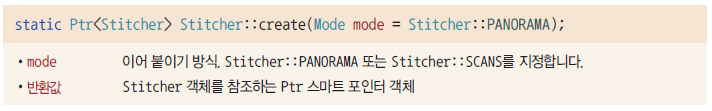 static Ptr<Stitcher> Stitcher::create(Mode mode = Stitcher::PANORAMA);
• mode 이어 붙이기 방식. Stitcher::PANORAMA 또는 Stitcher::SCANS를 지정합니다.
• 반환값 Stitcher 객체를 참조하는 Ptr 스마트 포인터 객체